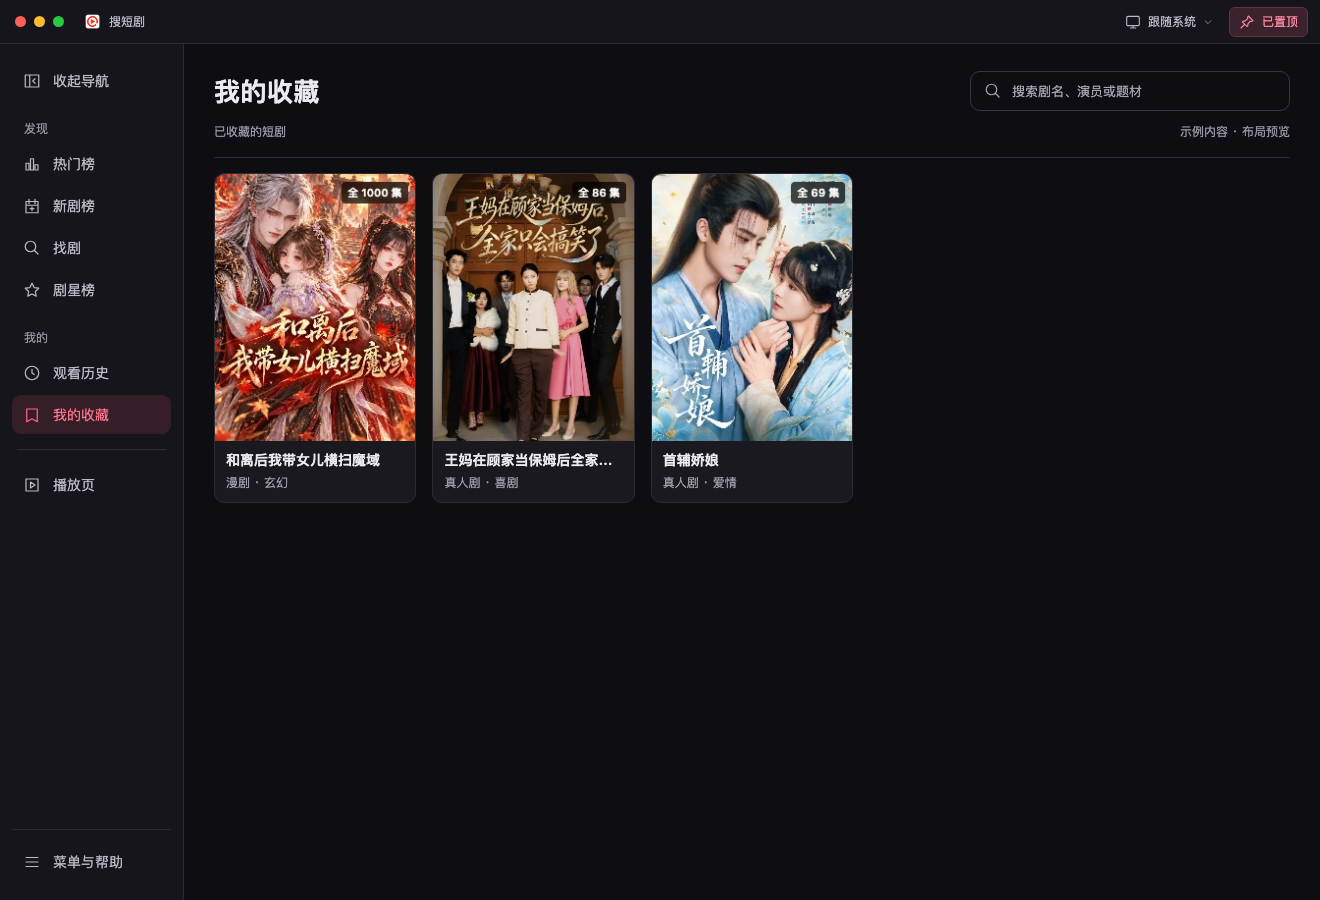 搜短剧
跟随系统
已置顶
收起导航
发现
热门榜
新剧榜
找剧
剧星榜
我的
观看历史
我的收藏
播放页
菜单与帮助
我的收藏
搜索剧名、演员或题材
已收藏的短剧
示例内容 · 布局预览
全 1000 集
和离后
我带女儿横扫魔域
和离后我带女儿横扫魔域
漫剧 · 玄幻
全 86 集
王妈在顾家当保姆后,
全家只会搞笑了
王妈在顾家当保姆后全家...
真人剧 · 喜剧
全 69 集
首辅娇娘
首辅娇娘
真人剧 · 爱情